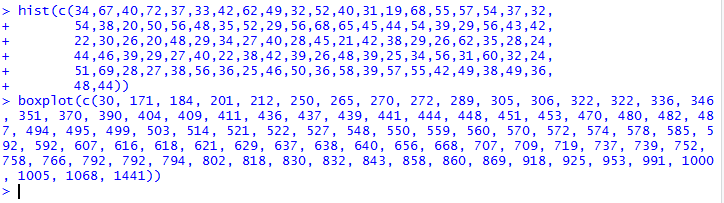 > hist(c(34,67,40,72,37,33,42,62,49,32,52,40,31,19,68,55,57,54,37,32,
+ 54,38,20,50,56,48,35,52,29,56,68,65,45,44,54,39,29,56,43,42,
+ 22,30,26,20,48,29,34,27,40,28,45,21,42,38,29,26,62,35,28,24,
+ 44,46,39,29,27,40,22,38,42,39,26,48,39,25,34,56,31,60,32,24,
+ 51,69,28,27,38,56,36,25,46,50,36,58,39,57,55,42,49,38,49,36,
+ 48,44))
> boxplot(c(30, 171, 184, 201, 212, 250, 265, 270, 272, 289, 305, 306, 322, 322, 336, 346
, 351, 370, 390, 404, 409, 411, 436, 437, 439, 441, 444, 448, 451, 453, 470, 480, 482, 48
7, 494, 495, 499, 503, 514, 521, 522, 527, 548, 550, 559, 560, 570, 572, 574, 578, 585, 5
92, 592, 607, 616, 618, 621, 629, 637, 638, 640, 656, 668, 707, 709, 719, 737, 739, 752, 
758, 766, 792, 792, 794, 802, 818, 830, 832, 843, 858, 860, 869, 918, 925, 953, 991, 1000
, 1005, 1068, 1441))
>